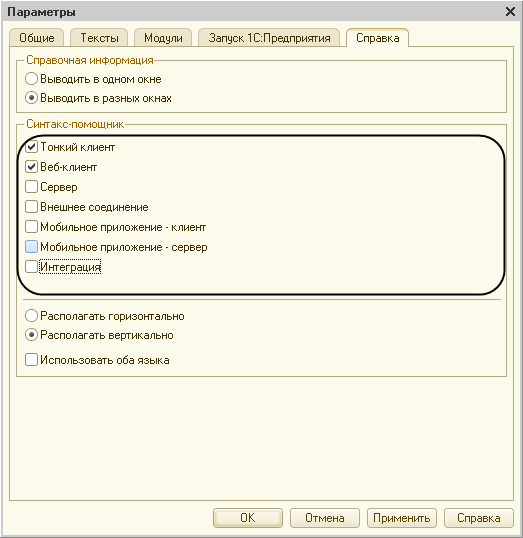 Параметры
Общие Тексты Модули Запуск 1С:Предприятия Справка
Справочная информация
Выводить в одном окне
Выводить в разных окнах
Синтакс-помощник
Тонкий клиент
Веб-клиент
Сервер
Внешнее соединение
Мобильное приложение - клиент
Мобильное приложение - сервер
Интеграция
Располагать горизонтально
Располагать вертикально
Использовать оба языка
ОК Отмена Применить Справка